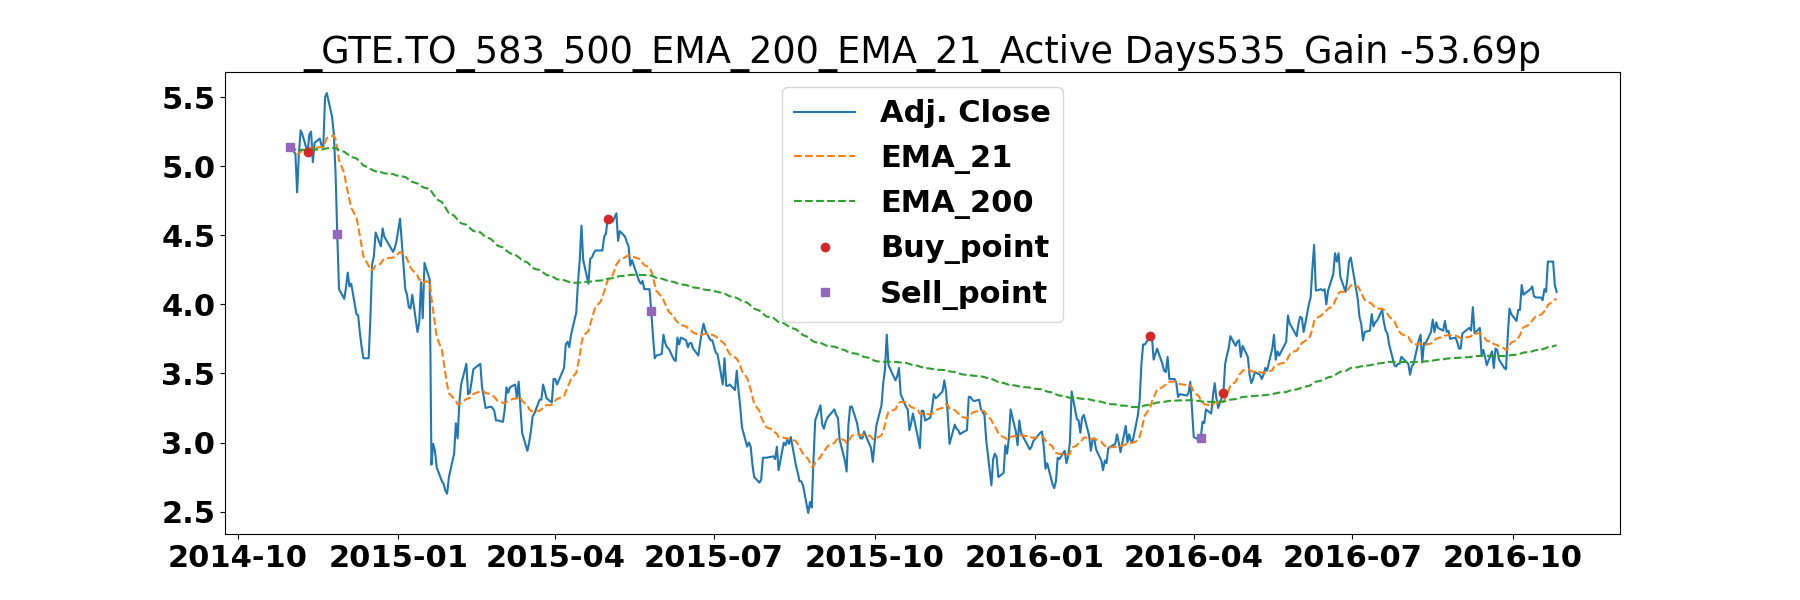 _GTE.TO_583_500_EMA_200_EMA_21_Active Days535_Gain -53.69p
Adj. Close
EMA_21
EMA_200
Buy_point
Sell_point
5.5
5.0
4.5
4.0
3.5
3.0
2.5
2014-10 2015-01 2015-04 2015-07 2015-10 2016-01 2016-04 2016-07 2016-10